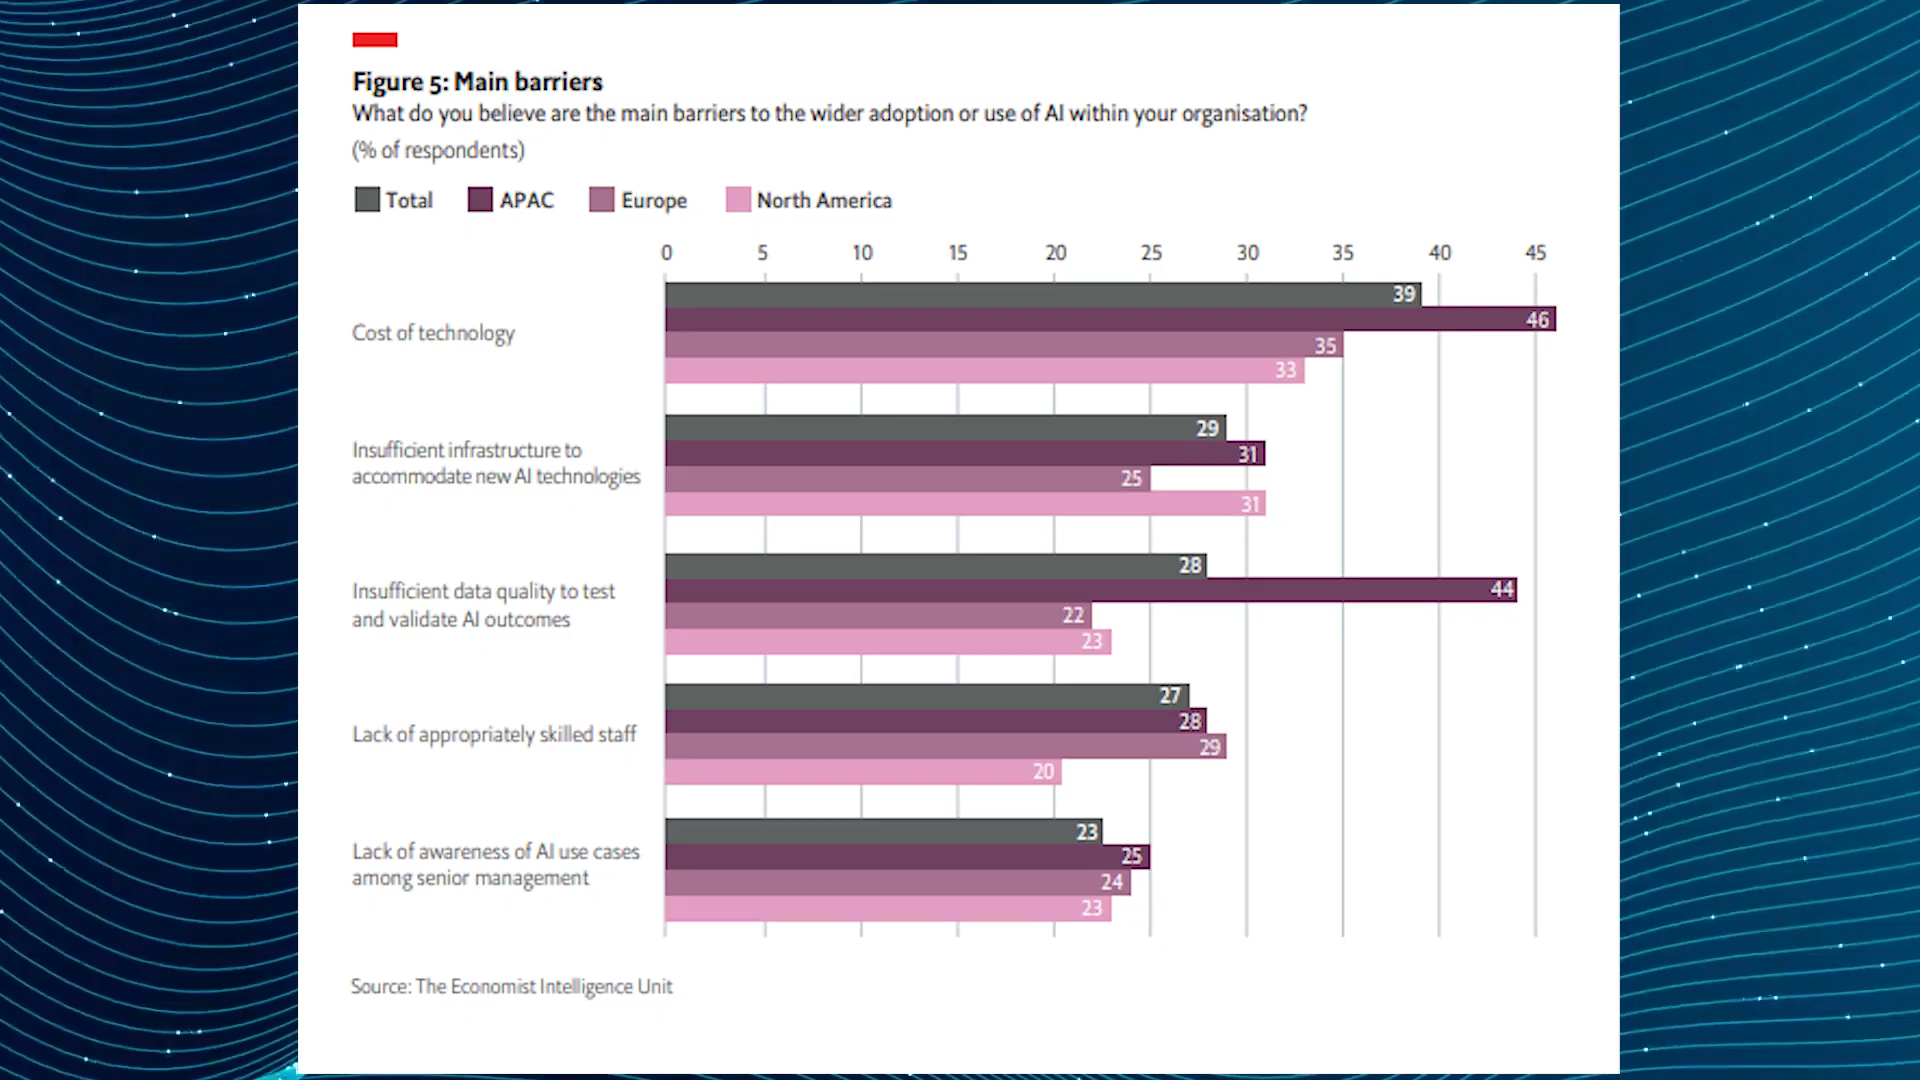 Figure 5: Main barriers
What do you believe are the main barriers to the wider adoption or use of AI within your organisation?
(% of respondents)
Total APAC Europe North America
0 5 10 15 20 25 30 35 40 45
Cost of technology
39
46
35
33
Insufficient infrastructure to
accommodate new AI technologies
29
31
25
31
Insufficient data quality to test
and validate AI outcomes
28
44
22
23
Lack of appropriately skilled staff
27
28
29
20
Lack of awareness of AI use cases
among senior management
23
25
24
23
Source: The Economist Intelligence Unit